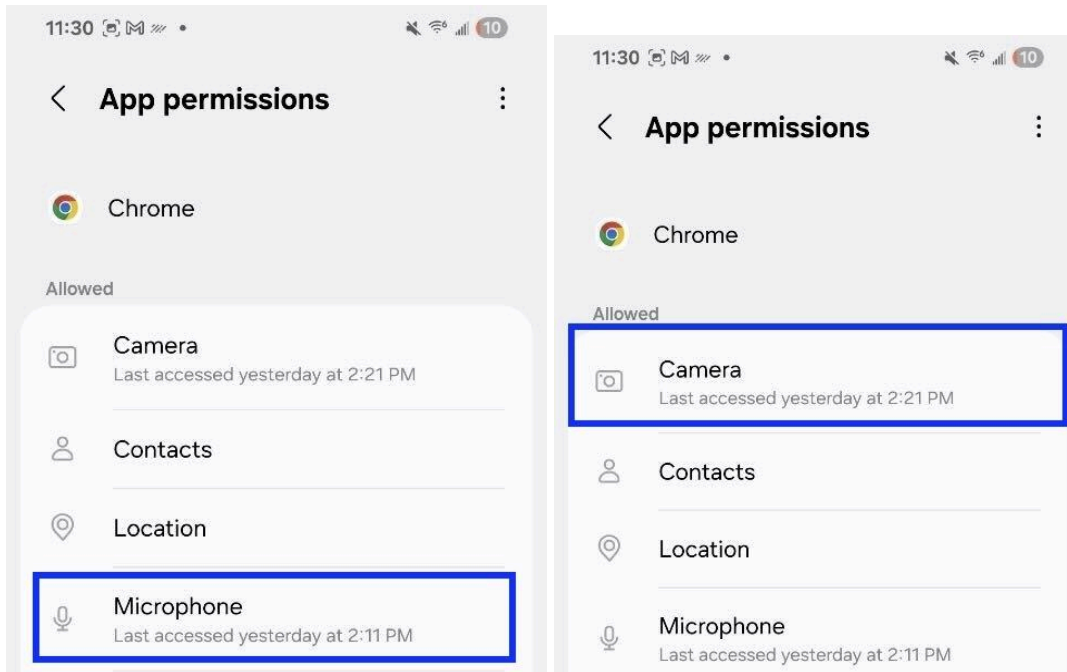 11:30
10
App permissions
Chrome
Allowed
Camera
Last accessed yesterday at 2:21 PM
Contacts
Location
Microphone
Last accessed yesterday at 2:11 PM
11:30
10
App permissions
Chrome
Allowed
Camera
Last accessed yesterday at 2:21 PM
Contacts
Location
Microphone
Last accessed yesterday at 2:11 PM